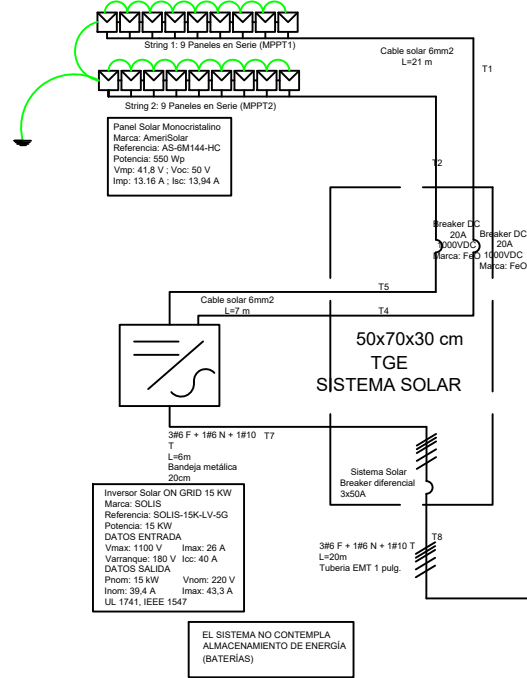 String 1: 9 Paneles en Serie (MPPT1)
Cable solar 6mm2
L=21 m
T1
String 2: 9 Paneles en Serie (MPPT2)
Panel Solar Monocristalino
Marca: AmeriSolar
Referencia: AS-6M144-HC
Potencia: 550 Wp
Vmp: 41,8 V ; Voc: 50 V
Imp: 13.16 A ; Isc: 13,94 A
T2
Breaker DC
20A
1000VDC
Marca: FeO
Breaker DC
20A
1000VDC
Marca: FeO
T5
Cable solar 6mm2
L=7 m
T4
50x70x30 cm
TGE
SISTEMA SOLAR
3#6 F + 1#6 N + 1#10
T
L=6m
Bandeja metálica
20cm
T7
Sistema Solar
Breaker diferencial
3x50A
Inversor Solar ON GRID 15 KW
Marca: SOLIS
Referencia: SOLIS-15K-LV-5G
Potencia: 15 KW
DATOS ENTRADA
Vmax: 1100 V Imax: 26 A
Varranque: 180 V Icc: 40 A
DATOS SALIDA
Pnom: 15 kW Vnom: 220 V
Inom: 39,4 A Imax: 43,3 A
UL 1741, IEEE 1547
T8
3#6 F + 1#6 N + 1#10 T
L=20m
Tuberia EMT 1 pulg.
EL SISTEMA NO CONTEMPLA
ALMACENAMIENTO DE ENERGÍA
(BATERÍAS)